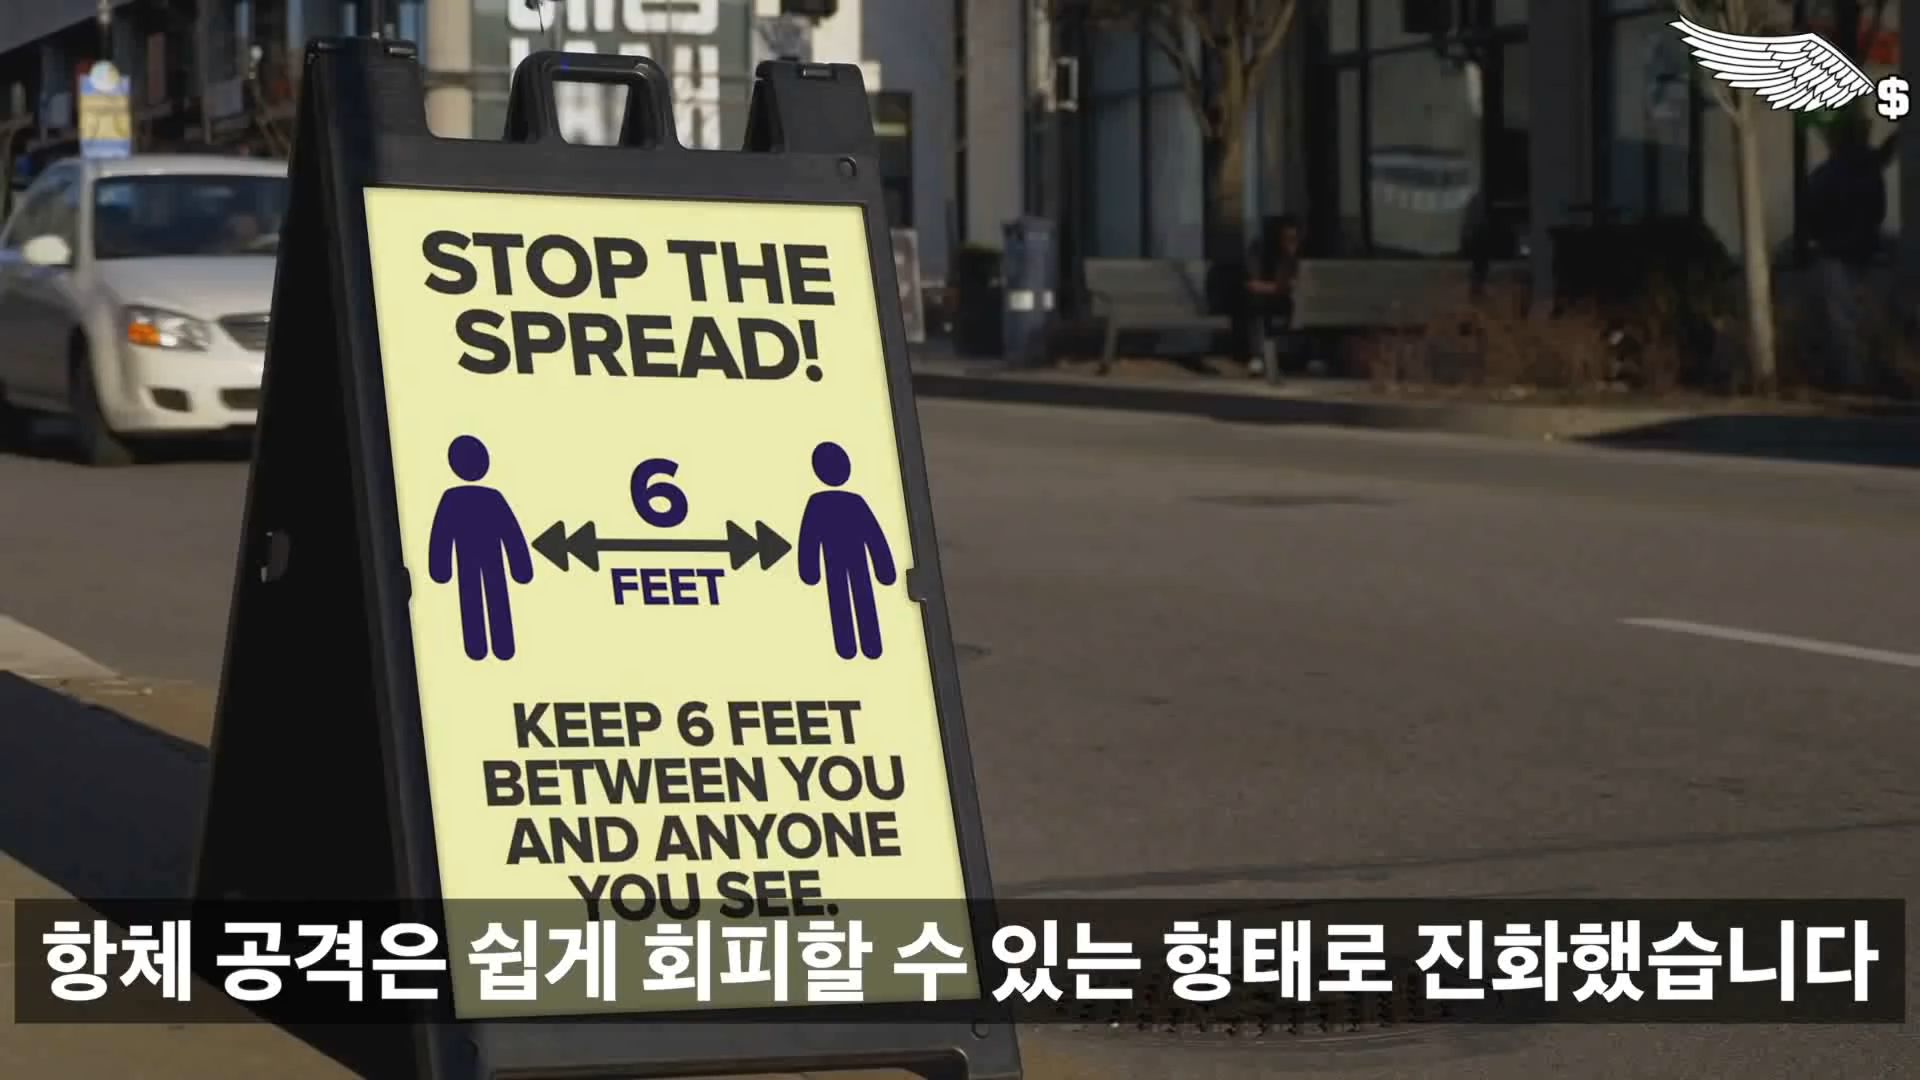 STOP THE
SPREAD!
6
FEET
KEEP 6 FEET
BETWEEN YOU
AND ANYONE
YOU SEE.
항체 공격은 쉽게 회피할 수 있는 형태로 진화했습니다
$